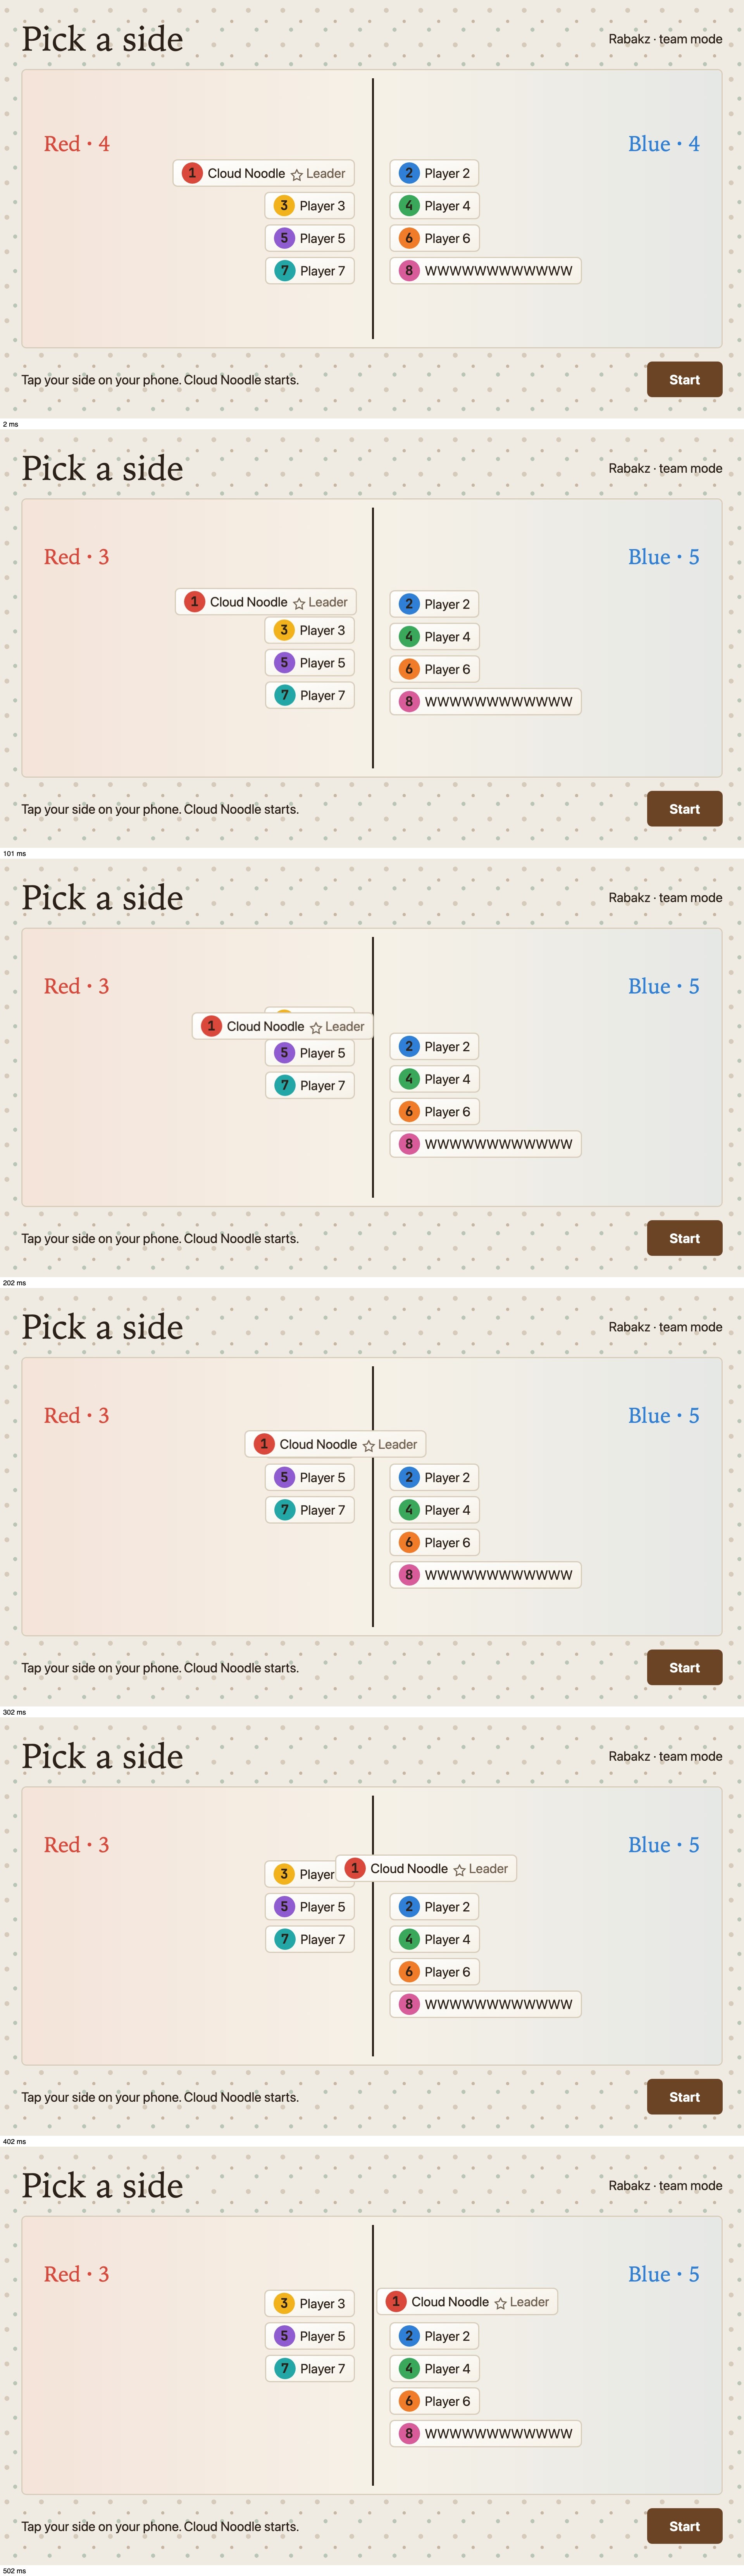 Pick a side
Rabakz · team mode
Red · 4
Blue · 4
1 Cloud Noodle ☆ Leader
2 Player 2
3 Player 3
4 Player 4
5 Player 5
6 Player 6
7 Player 7
8 WWWWWWWWWWWW
Tap your side on your phone. Cloud Noodle starts.
Start
2 ms
Pick a side
Rabakz · team mode
Red · 3
Blue · 5
1 Cloud Noodle ☆ Leader
2 Player 2
3 Player 3
4 Player 4
5 Player 5
6 Player 6
7 Player 7
8 WWWWWWWWWWWW
Tap your side on your phone. Cloud Noodle starts.
Start
101 ms
Pick a side
Rabakz · team mode
Red · 3
Blue · 5
1 Cloud Noodle ☆ Leader
2 Player 2
5 Player 5
4 Player 4
7 Player 7
6 Player 6
8 WWWWWWWWWWWW
Tap your side on your phone. Cloud Noodle starts.
Start
202 ms
Pick a side
Rabakz · team mode
Red · 3
Blue · 5
1 Cloud Noodle ☆ Leader
5 Player 5
2 Player 2
7 Player 7
4 Player 4
6 Player 6
8 WWWWWWWWWWWW
Tap your side on your phone. Cloud Noodle starts.
Start
302 ms
Pick a side
Rabakz · team mode
Red · 3
Blue · 5
3 Player
1 Cloud Noodle ☆ Leader
5 Player 5
2 Player 2
7 Player 7
4 Player 4
6 Player 6
8 WWWWWWWWWWWW
Tap your side on your phone. Cloud Noodle starts.
Start
402 ms
Pick a side
Rabakz · team mode
Red · 3
Blue · 5
3 Player 3
1 Cloud Noodle ☆ Leader
5 Player 5
2 Player 2
7 Player 7
4 Player 4
6 Player 6
8 WWWWWWWWWWWW
Tap your side on your phone. Cloud Noodle starts.
Start
502 ms